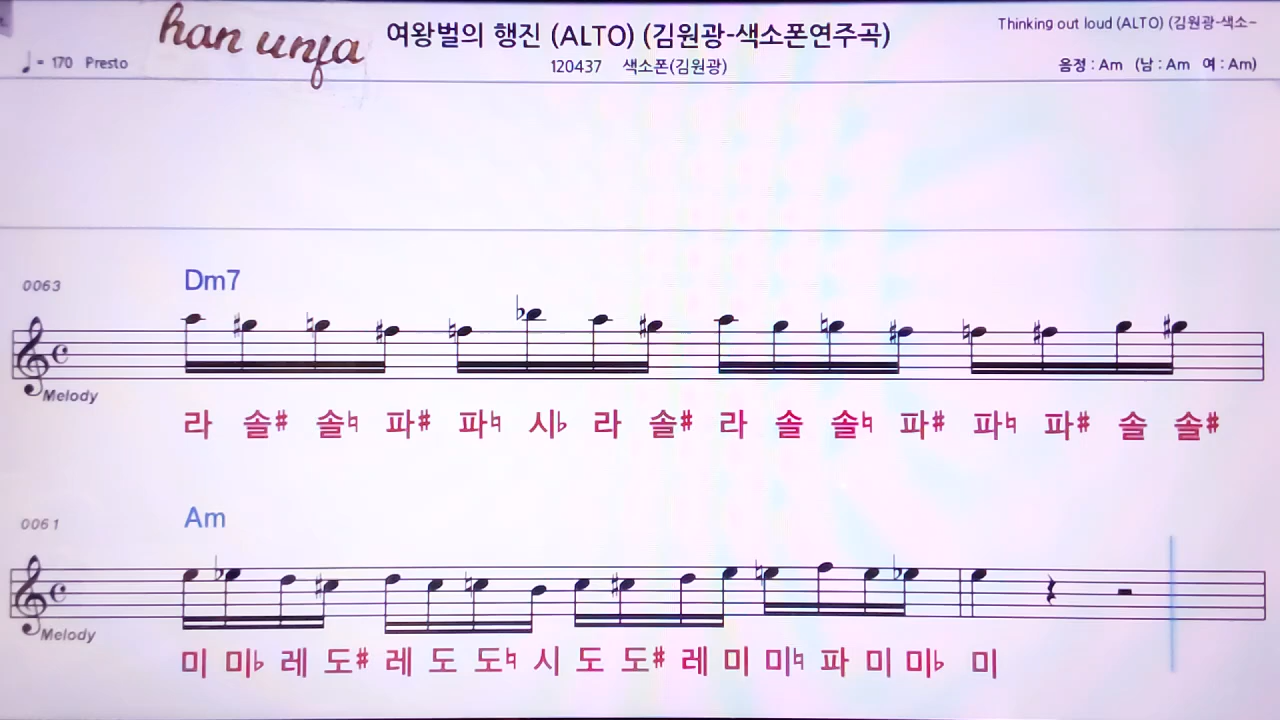 han unfa
여왕벌의 행진 (ALTO) (김원광-색소폰연주곡)
Thinking out loud (ALTO) (김원광-색소-
♩ = 170 Presto
120437 색소폰(김원광)
음정 : Am (남 : Am 여 : Am)
0063
Dm7
Melody
라 솔# 솔♮ 파# 파♮ 시♭ 라 솔# 라 솔 솔♮ 파# 파♮ 파# 솔 솔#
0061
Am
Melody
미 미♭ 레 도# 레 도 도♮ 시 도 도# 레 미 미♮ 파 미 미♭ 미